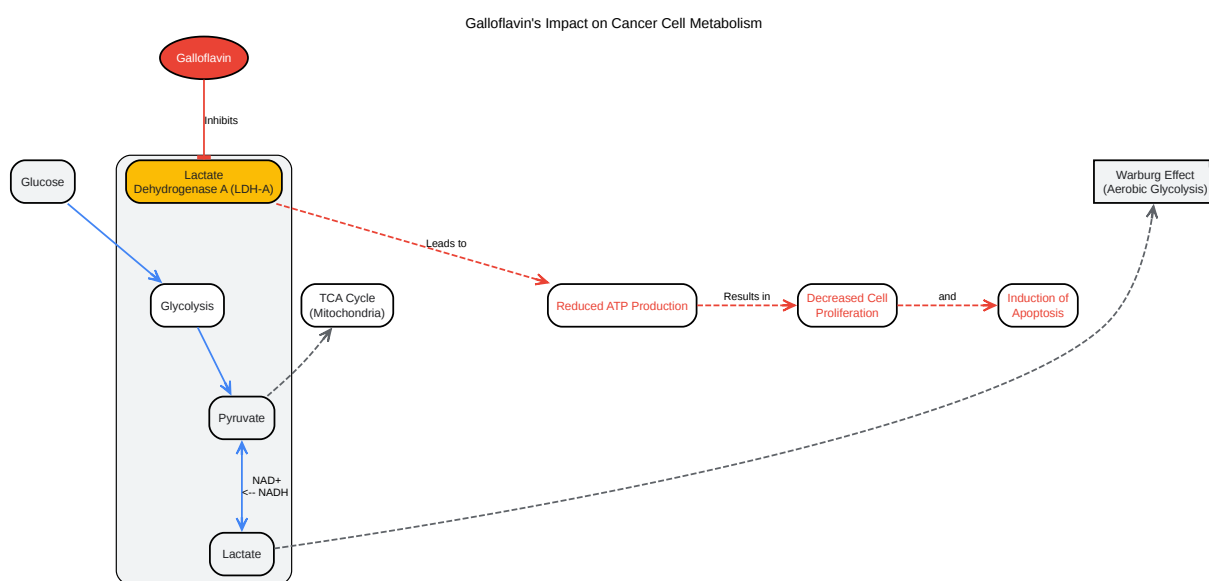 Galloflavin's Impact on Cancer Cell Metabolism
Galloflavin
Inhibits
Glucose
Lactate
Dehydrogenase A (LDH-A)
Warburg Effect
(Aerobic Glycolysis)
Leads to
Glycolysis
TCA Cycle
(Mitochondria)
Reduced ATP Production
Results in
Decreased Cell
Proliferation
and
Induction of
Apoptosis
Pyruvate
NAD+
<-- NADH
Lactate